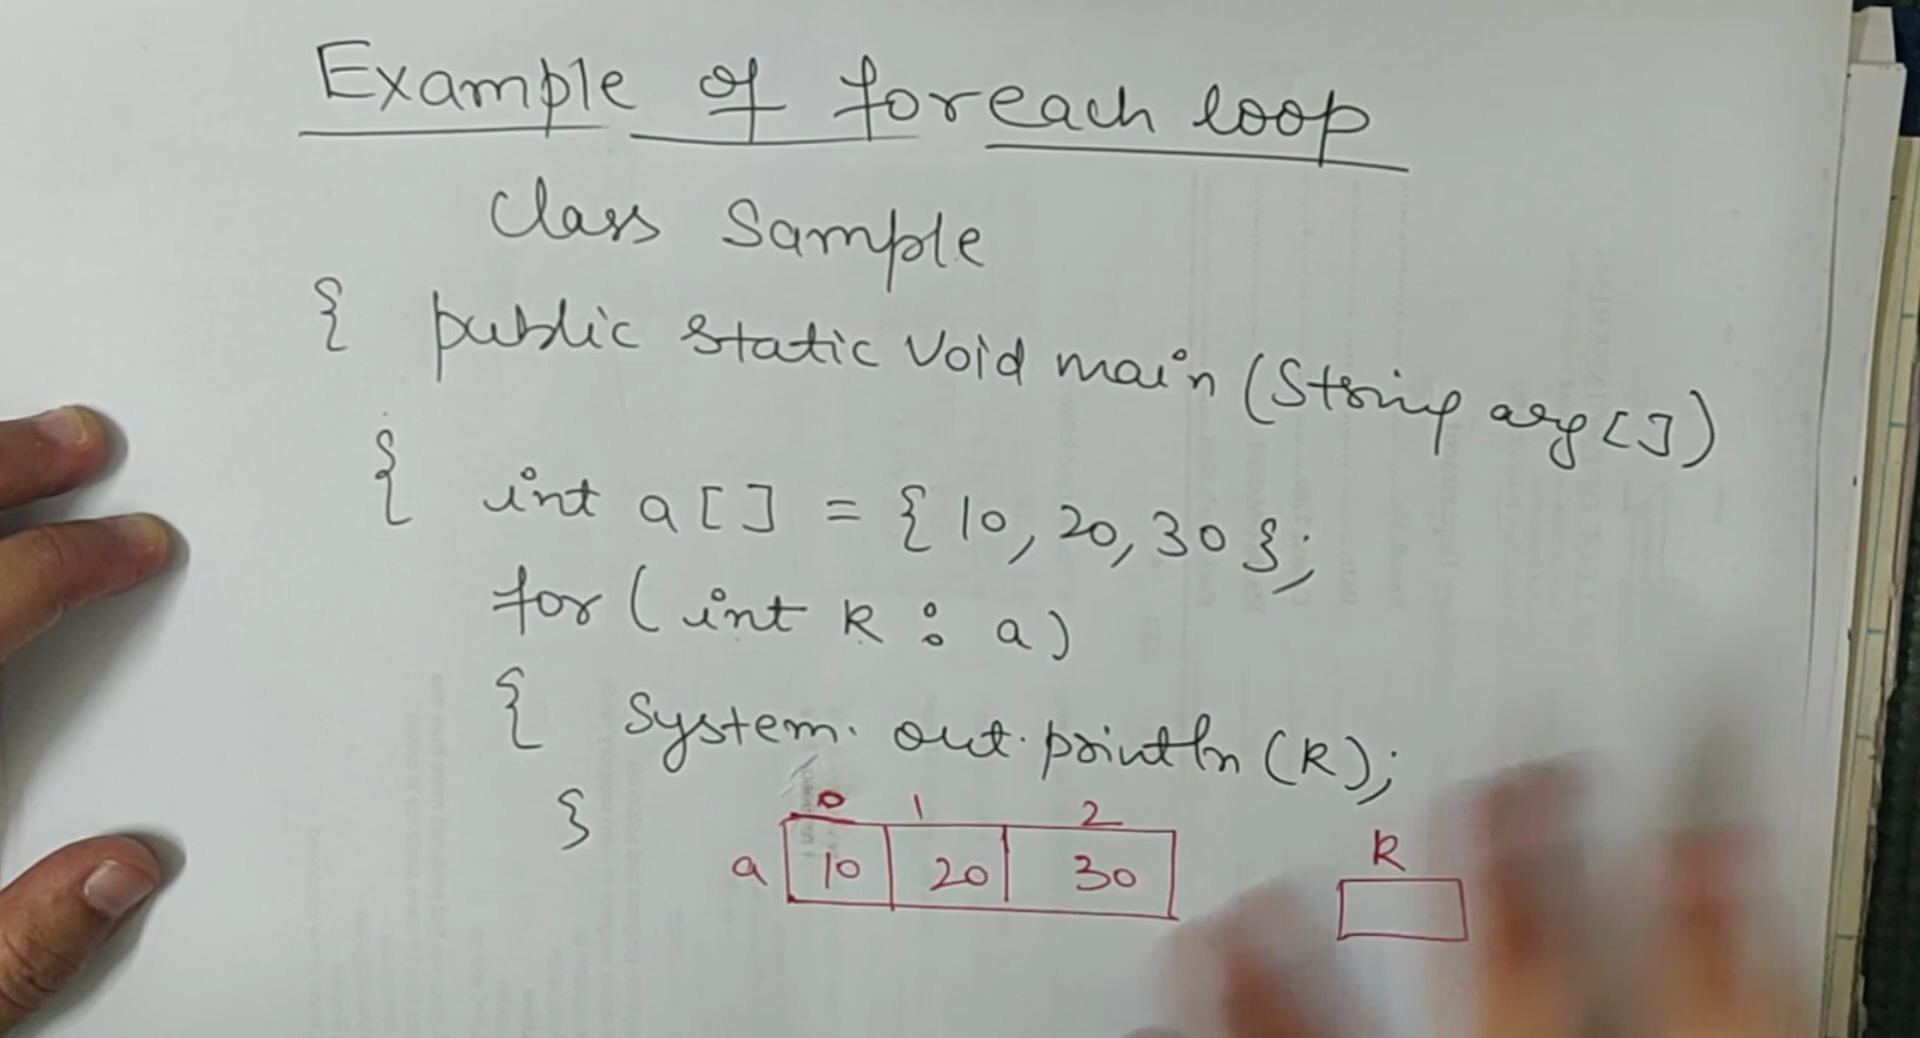 Example of foreach loop
class Sample
{ public static void main (String arg[])
{ int a[] = {10, 20, 30};
for (int k : a)
{ System.out.println(k);
}
0 1 2
a 10 20 30
k